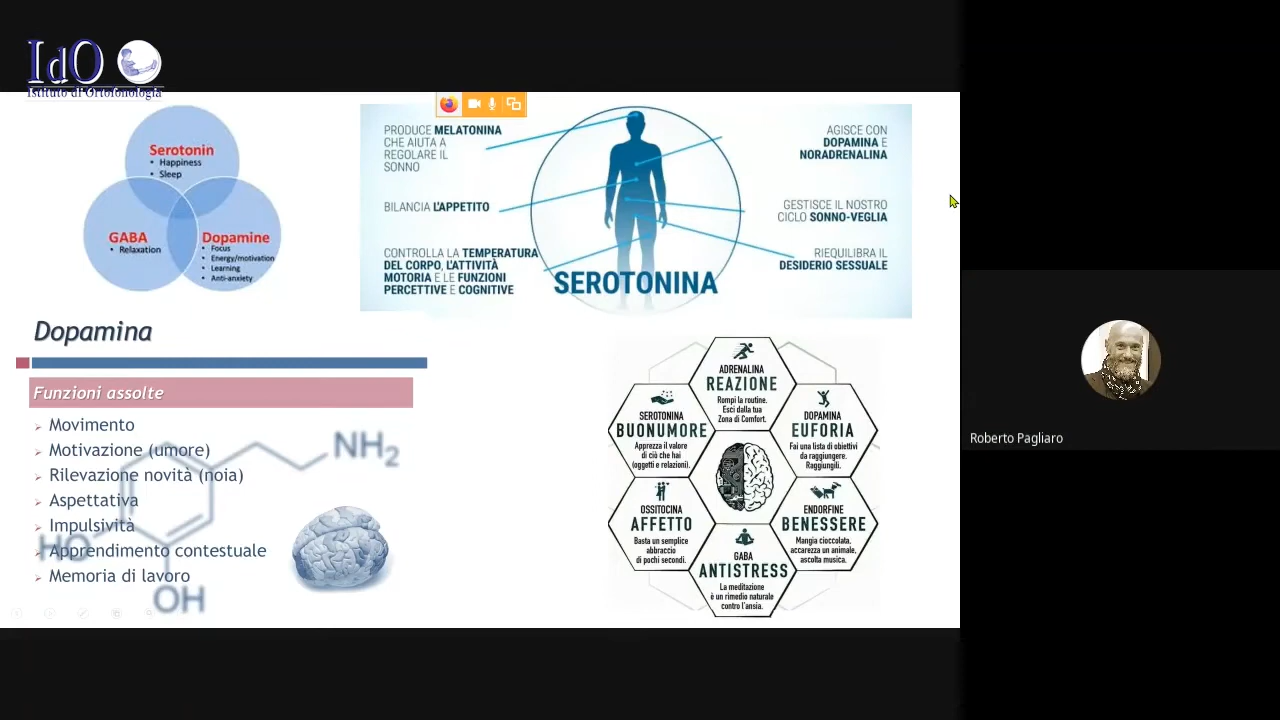 IdO
Istituto di Ortofonologia
Serotonin
• Happiness
• Sleep
GABA
• Relaxation
Dopamine
• Focus
• Energy/motivation
• Learning
• Anti-anxiety
PRODUCE MELATONINA
CHE AIUTA A
REGOLARE IL
SONNO
BILANCIA L'APPETITO
CONTROLLA LA TEMPERATURA
DEL CORPO, L'ATTIVITÀ
MOTORIA E LE FUNZIONI
PERCETTIVE E COGNITIVE
AGISCE CON
DOPAMINA E
NORADRENALINA
GESTISCE IL NOSTRO
CICLO SONNO-VEGLIA
RIEQUILIBRA IL
DESIDERIO SESSUALE
SEROTONINA
Dopamina
Funzioni assolte
Movimento
Motivazione (umore)
Rilevazione novità (noia)
Aspettativa
Impulsività
Apprendimento contestuale
Memoria di lavoro
NH2
HO
OH
ADRENALINA
REAZIONE
Rompi la routine.
Esci dalla tua
Zona di Comfort.
SEROTONINA
BUONUMORE
Apprezza il valore
di ciò che hai
(oggetti e relazioni).
DOPAMINA
EUFORIA
Fai una lista di obiettivi
da raggiungere.
Raggiungili.
OSSITOCINA
AFFETTO
Basta un semplice
abbraccio
di pochi secondi.
ENDORFINE
BENESSERE
Mangia cioccolata,
accarezza un animale,
ascolta musica.
GABA
ANTISTRESS
La meditazione
è un rimedio naturale
contro l'ansia.
Roberto Pagliaro